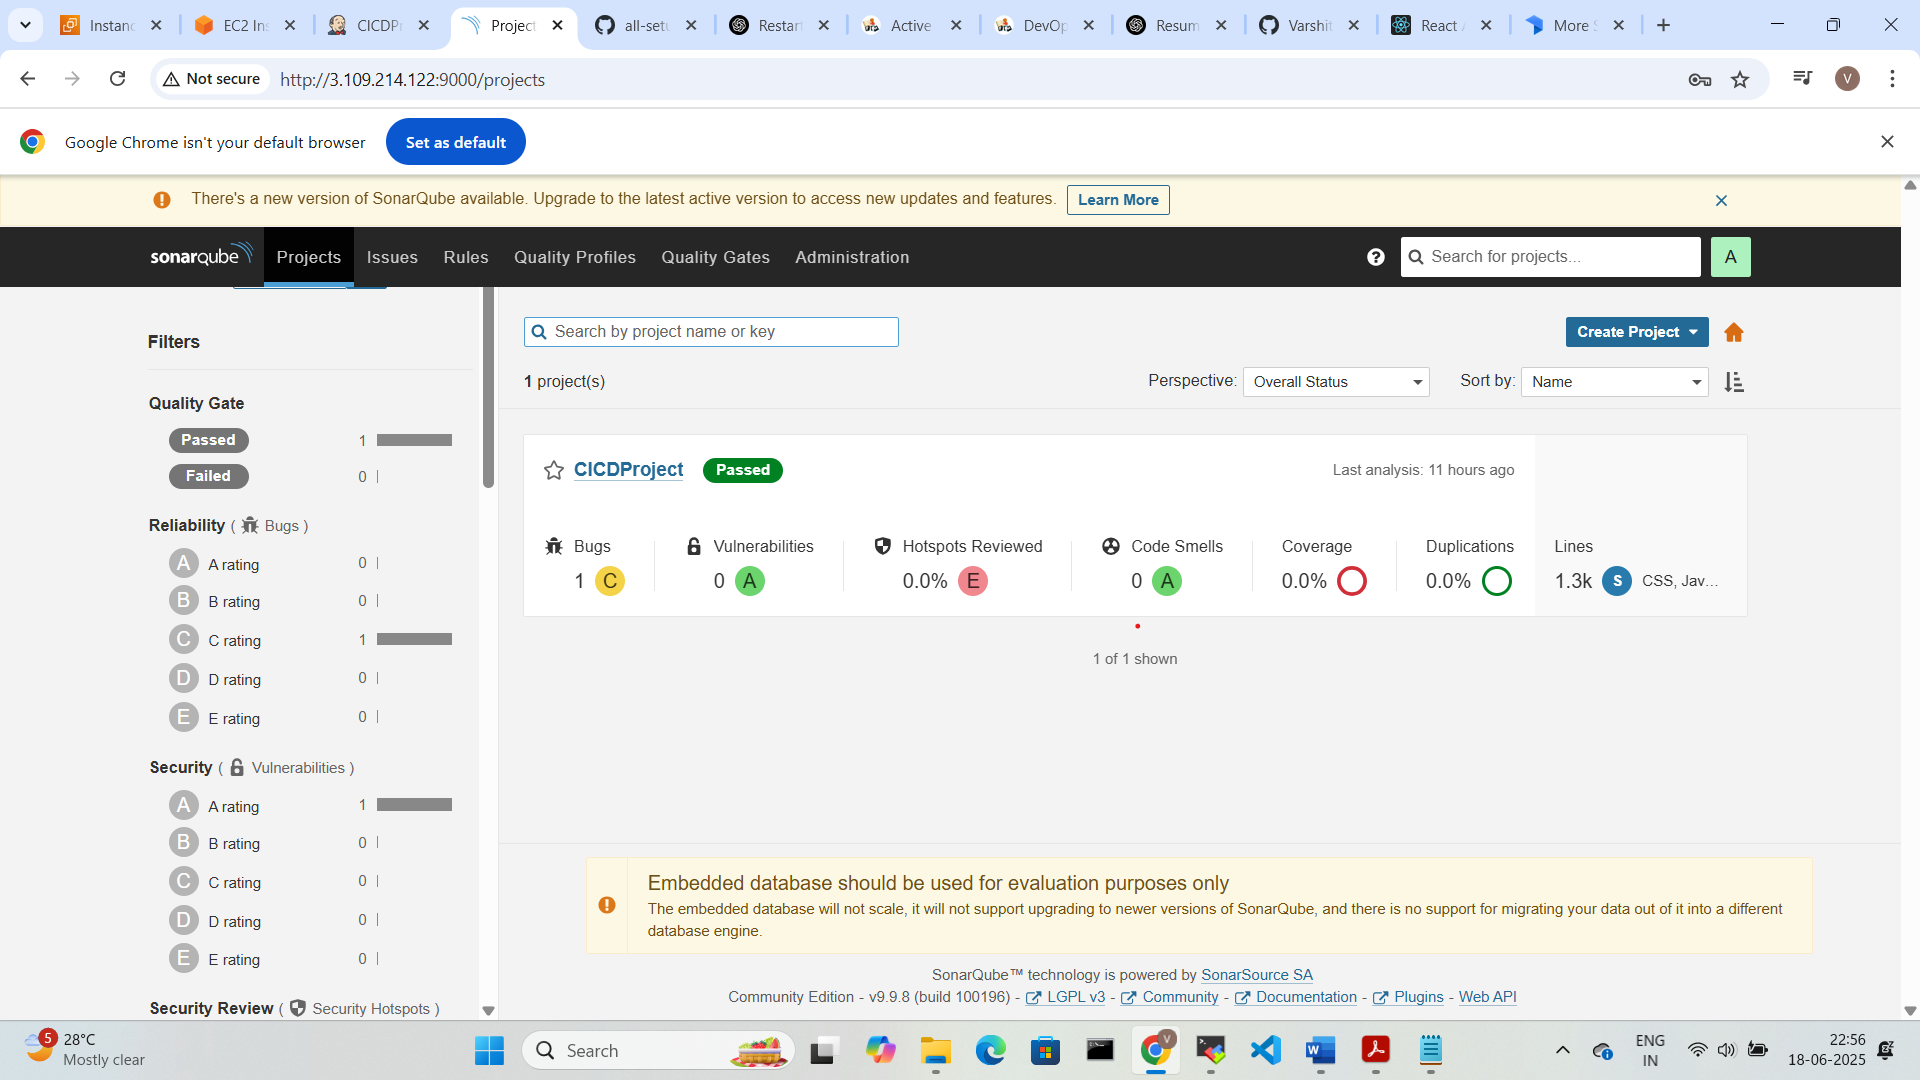 Instanc
EC2 Ins
CICDPr
Project
all-setu
Restart
Active
DevOp
Resum
Varshit
React A
More S
Not secure
http://3.109.214.122:9000/projects
V
Google Chrome isn't your default browser
Set as default
There's a new version of SonarQube available. Upgrade to the latest active version to access new updates and features.
Learn More
sonarqube
Projects
Issues
Rules
Quality Profiles
Quality Gates
Administration
Search for projects...
A
Filters
Quality Gate
Passed 1
Failed 0
Reliability ( Bugs )
A A rating 0
B B rating 0
C C rating 1
D D rating 0
E E rating 0
Security ( Vulnerabilities )
A A rating 1
B B rating 0
C C rating 0
D D rating 0
E E rating 0
Security Review ( Security Hotspots )
Search by project name or key
Create Project
1 project(s)
Perspective: Overall Status
Sort by: Name
CICDProject Passed
Last analysis: 11 hours ago
Bugs
1 C
Vulnerabilities
0 A
Hotspots Reviewed
0.0% E
Code Smells
0 A
Coverage
0.0%
Duplications
0.0%
Lines
1.3k S CSS, Jav...
1 of 1 shown
Embedded database should be used for evaluation purposes only
The embedded database will not scale, it will not support upgrading to newer versions of SonarQube, and there is no support for migrating your data out of it into a different
database engine.
SonarQube™ technology is powered by SonarSource SA
Community Edition - v9.9.8 (build 100196) - LGPL v3 - Community - Documentation - Plugins - Web API
5
28°C
Mostly clear
Search
V
ENG
IN
22:56
18-06-2025